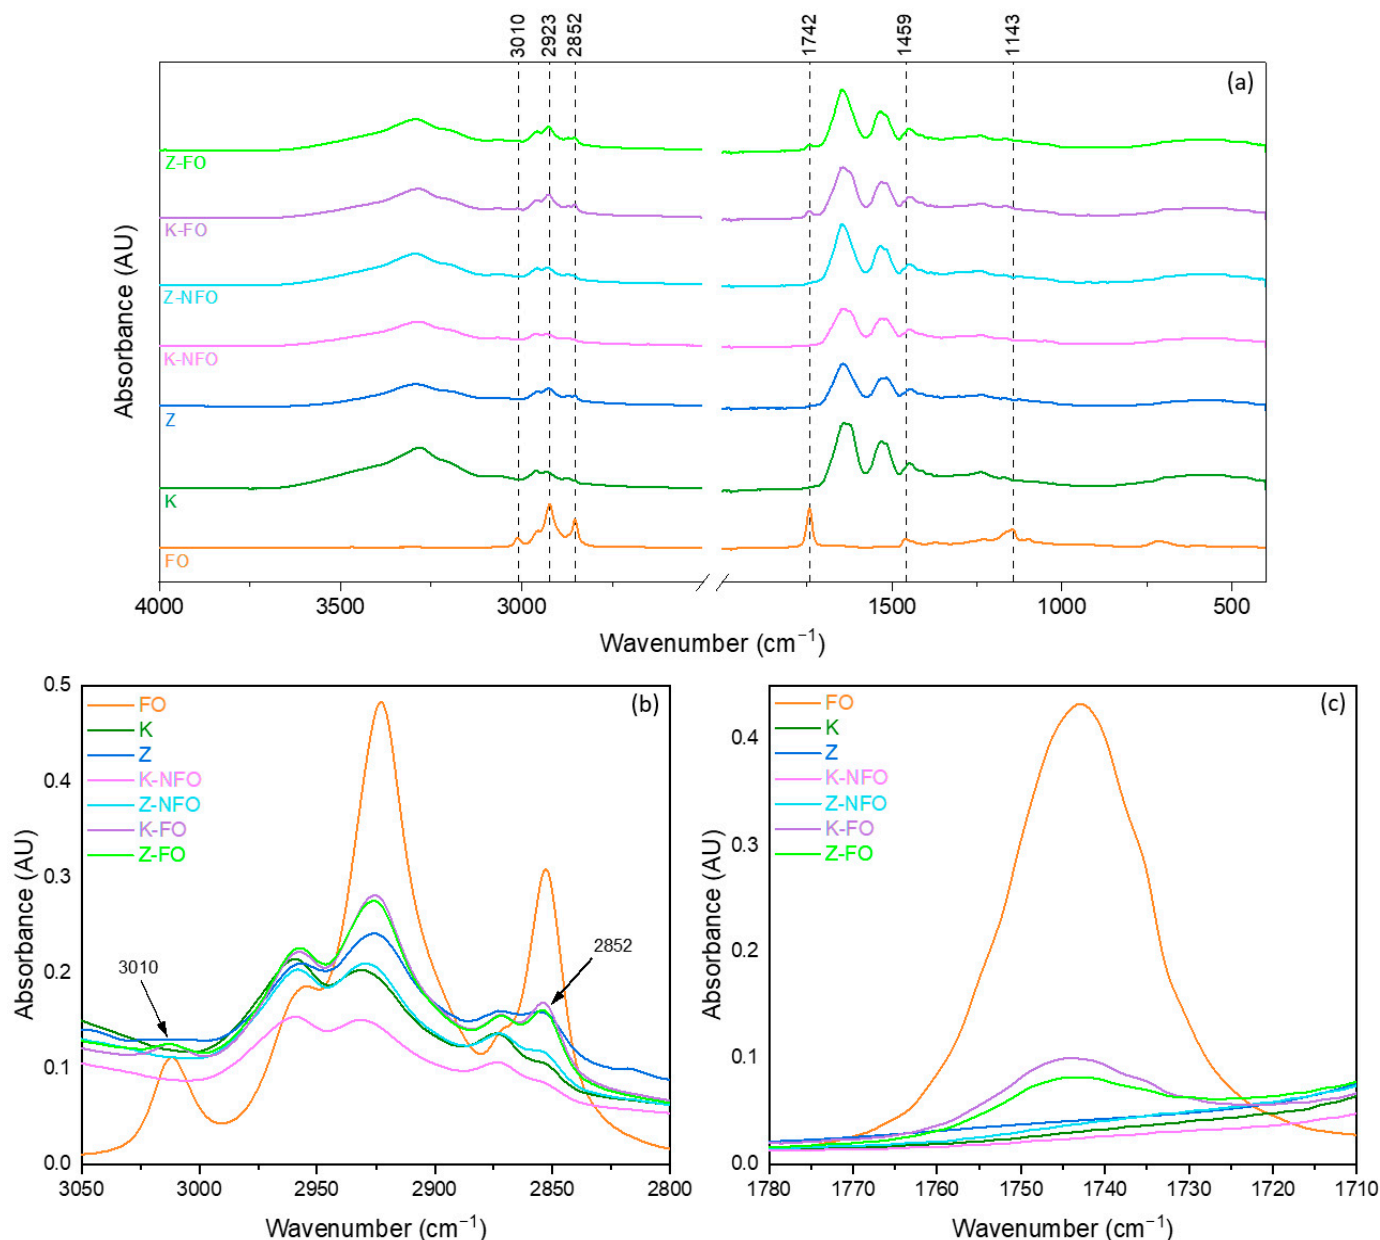 3010 2923 2852 1742 1459 1143
(a)
Z-FO
K-FO
Z-NFO
K-NFO
Z
K
FO
Absorbance (AU)
4000 3500 3000 1500 1000 500
Wavenumber (cm⁻¹)
(b)
FO
K
Z
K-NFO
Z-NFO
K-FO
Z-FO
3010
2852
0.5
0.4
0.3
0.2
0.1
0.0
Absorbance (AU)
3050 3000 2950 2900 2850 2800
Wavenumber (cm⁻¹)
(c)
FO
K
Z
K-NFO
Z-NFO
K-FO
Z-FO
0.4
0.3
0.2
0.1
0.0
Absorbance (AU)
1780 1770 1760 1750 1740 1730 1720 1710
Wavenumber (cm⁻¹)